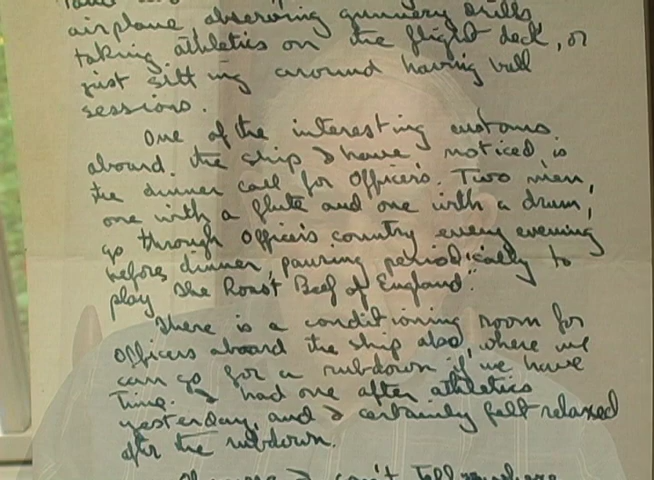 airplane, observing gunnery drills,
taking athletics on the flight deck, or
just sitting around having bull
sessions.
One of the interesting customs
aboard the ship I have noticed is
the dinner call for officers. Two men,
one with a flute and one with a drum,
go through officers country every evening
before dinner, pausing periodically to
play "The Roast Beef of England."
There is a conditioning room for
officers aboard the ship also, where we
can go for a rubdown if we have
time. I had one after athletics
yesterday, and I certainly felt relaxed
after the rubdown.
I can't tell